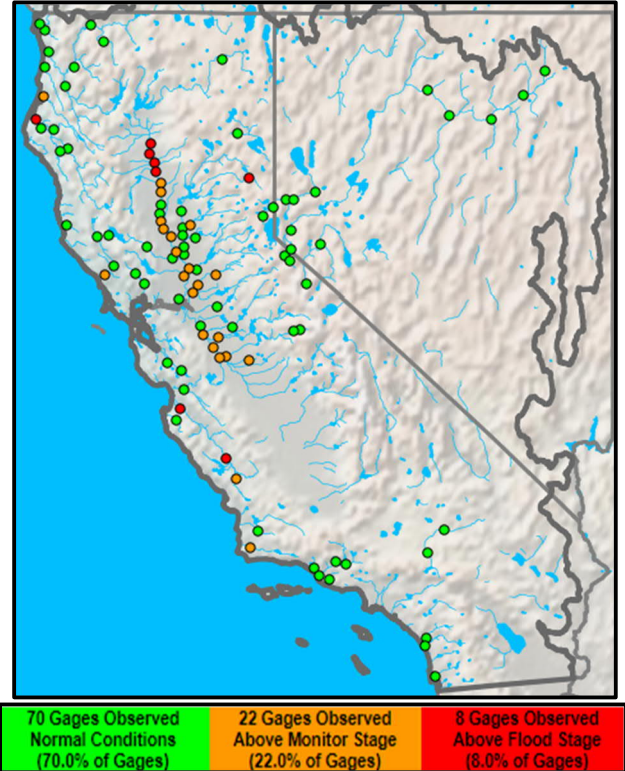 70 Gages Observed
Normal Conditions
(70.0% of Gages)
22 Gages Observed
Above Monitor Stage
(22.0% of Gages)
8 Gages Observed
Above Flood Stage
(8.0% of Gages)